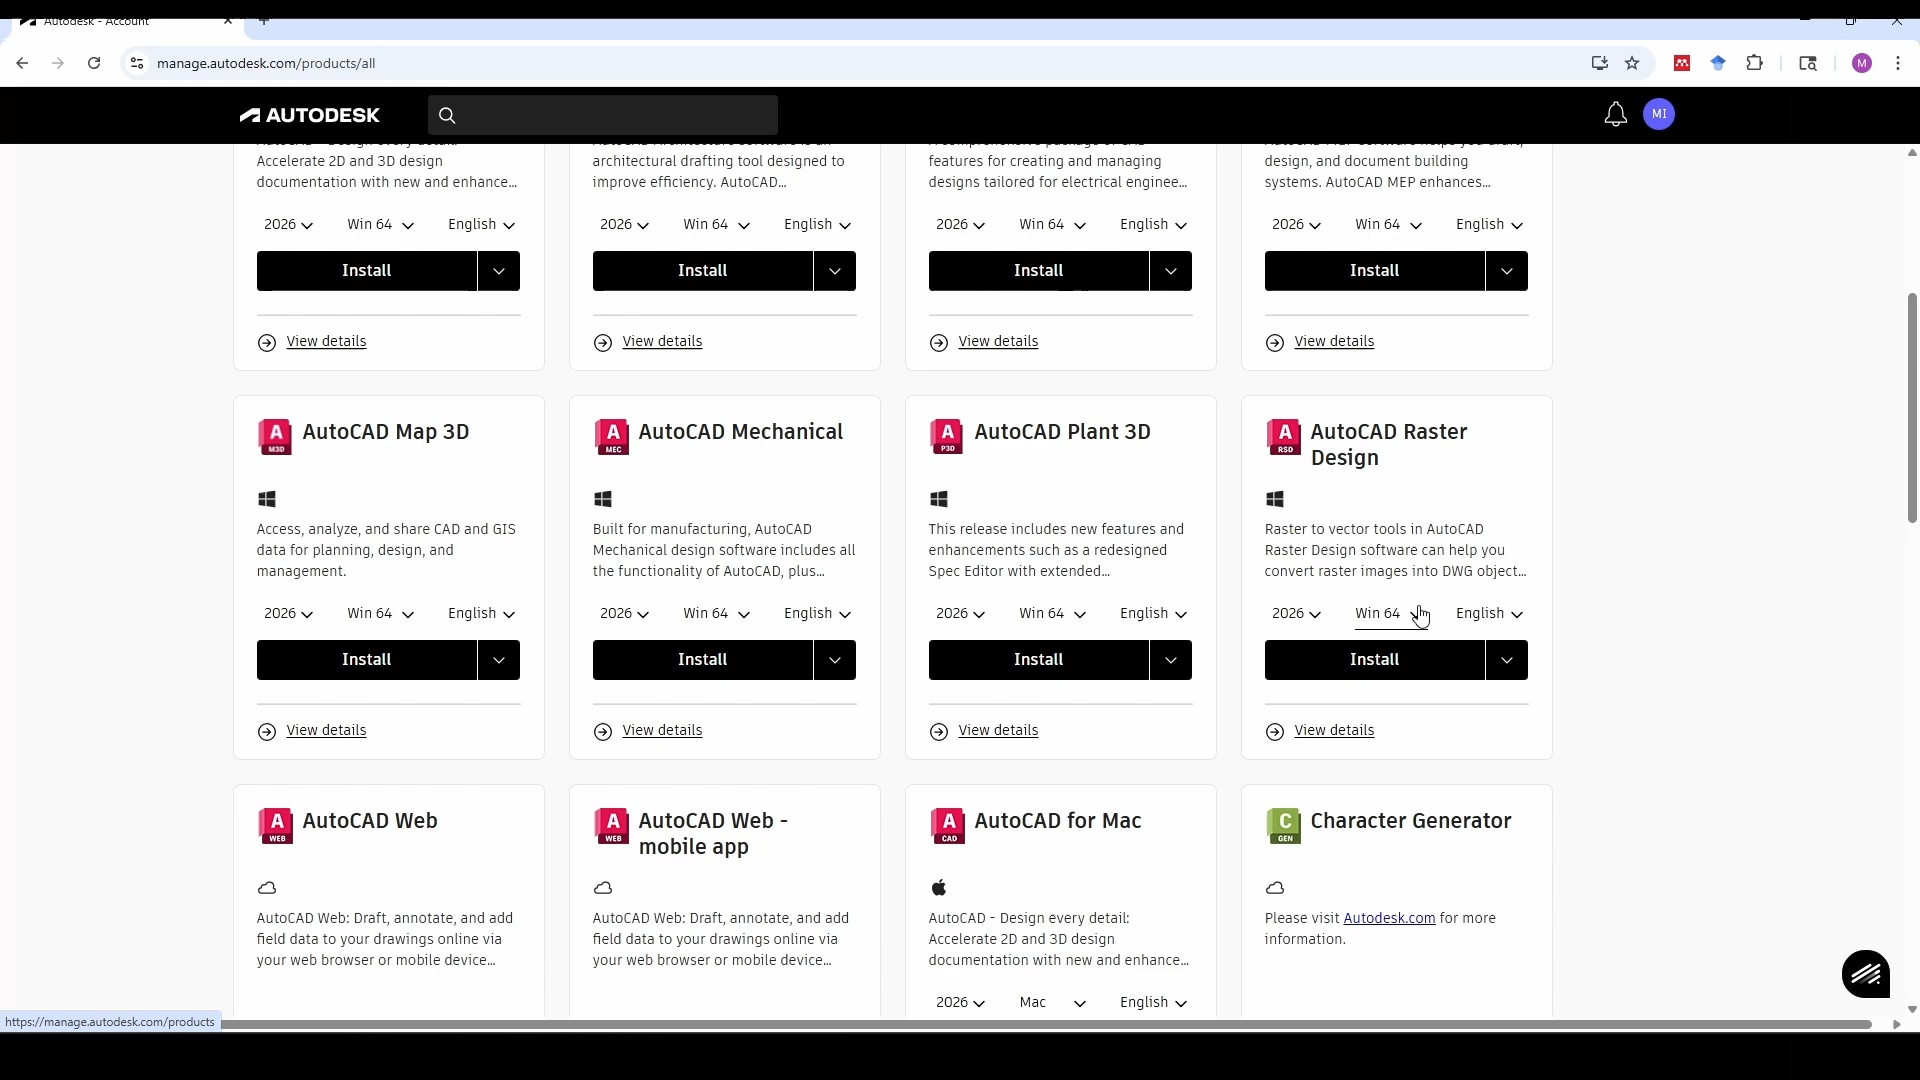 Autodesk - Account
manage.autodesk.com/products/all
M
AUTODESK
MI
Accelerate 2D and 3D design
documentation with new and enhance...
architectural drafting tool designed to
improve efficiency. AutoCAD...
features for creating and managing
designs tailored for electrical enginee...
design, and document building
systems. AutoCAD MEP enhances...
2026 Win 64 English
2026 Win 64 English
2026 Win 64 English
2026 Win 64 English
Install
Install
Install
Install
View details
View details
View details
View details
A M3D AutoCAD Map 3D
Access, analyze, and share CAD and GIS
data for planning, design, and
management.
2026 Win 64 English
Install
View details
A MEC AutoCAD Mechanical
Built for manufacturing, AutoCAD
Mechanical design software includes all
the functionality of AutoCAD, plus...
2026 Win 64 English
Install
View details
A P3D AutoCAD Plant 3D
This release includes new features and
enhancements such as a redesigned
Spec Editor with extended...
2026 Win 64 English
Install
View details
A RSD AutoCAD Raster
Design
Raster to vector tools in AutoCAD
Raster Design software can help you
convert raster images into DWG object...
2026 Win 64 English
Install
View details
A WEB AutoCAD Web
AutoCAD Web: Draft, annotate, and add
field data to your drawings online via
your web browser or mobile device...
A WEB AutoCAD Web -
mobile app
AutoCAD Web: Draft, annotate, and add
field data to your drawings online via
your web browser or mobile device...
A CAD AutoCAD for Mac
AutoCAD - Design every detail:
Accelerate 2D and 3D design
documentation with new and enhance...
2026 Mac English
C GEN Character Generator
Please visit Autodesk.com for more
information.
https://manage.autodesk.com/products